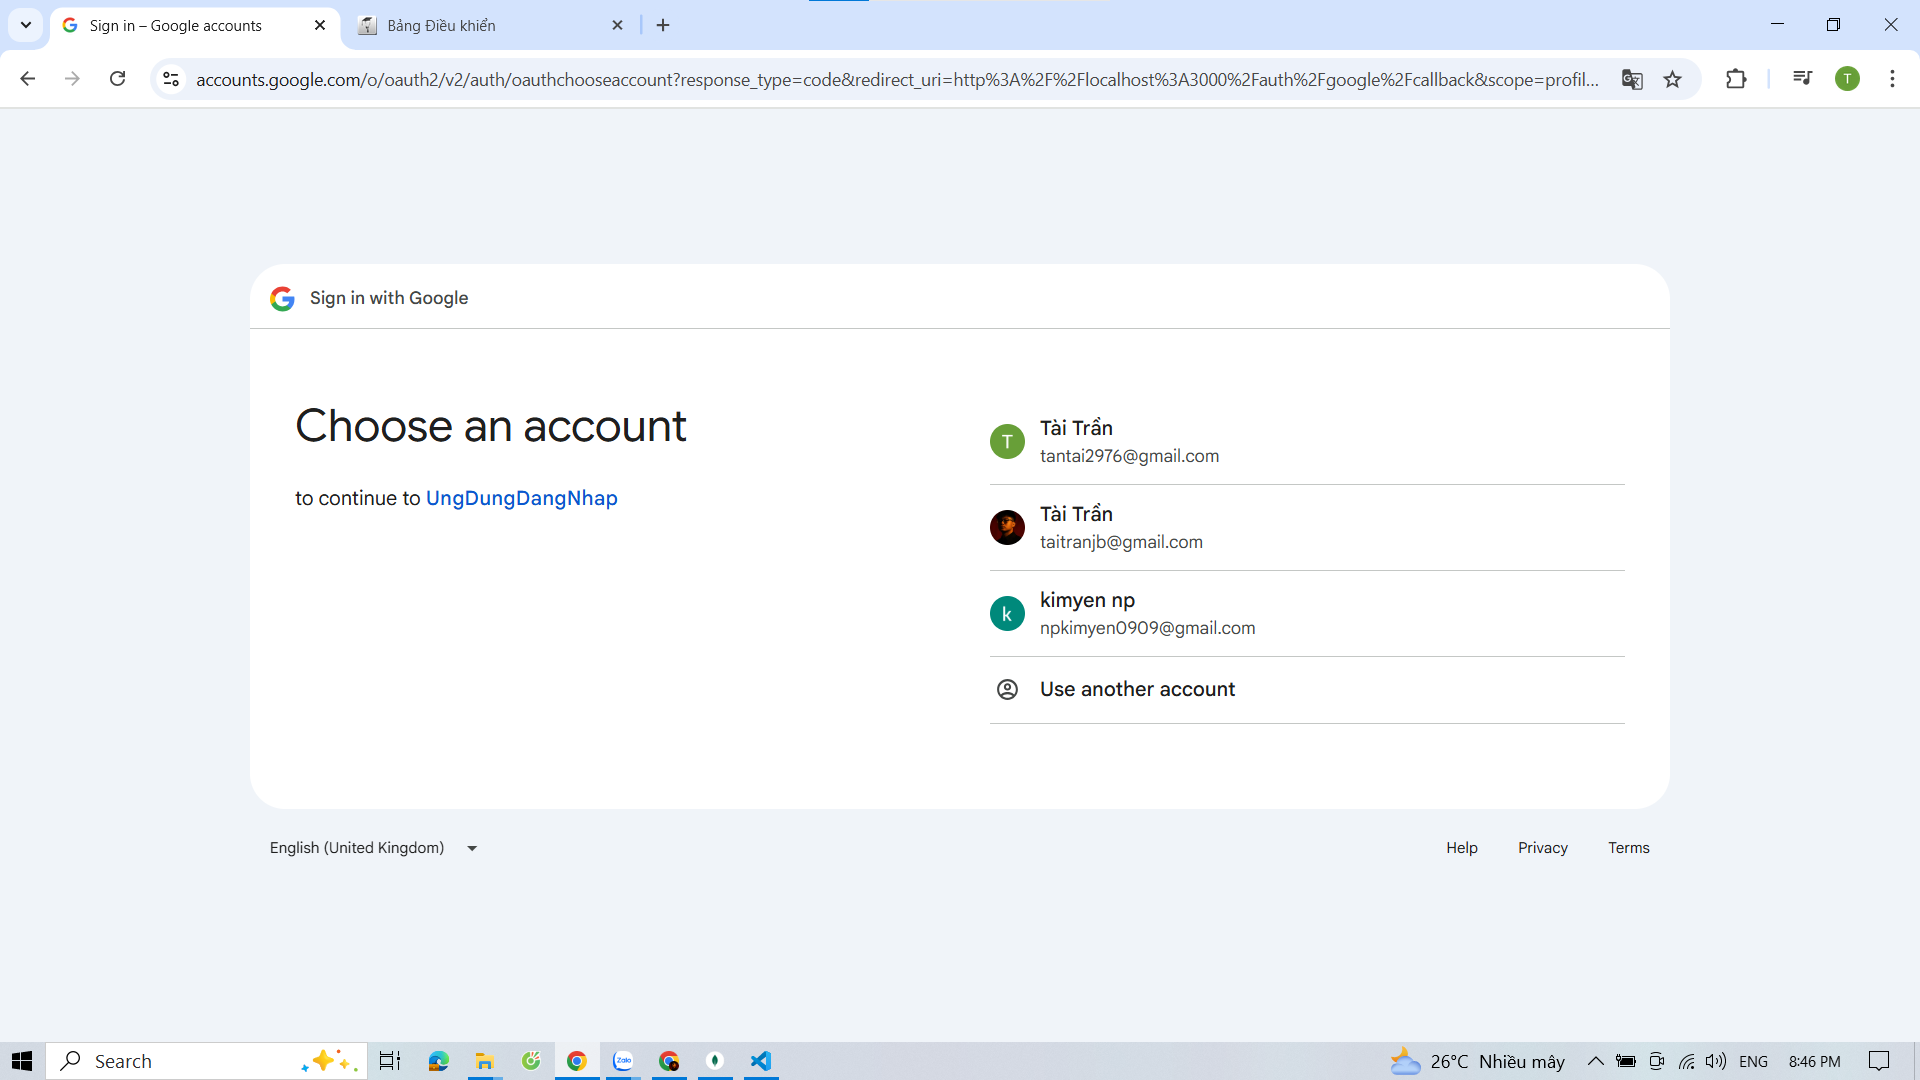 Sign in – Google accounts
Bảng Điều khiển
accounts.google.com/o/oauth2/v2/auth/oauthchooseaccount?response_type=code&redirect_uri=http%3A%2F%2Flocalhost%3A3000%2Fauth%2Fgoogle%2Fcallback&scope=profil...
T
Sign in with Google
Choose an account
to continue to UngDungDangNhap
T
Tài Trần
tantai2976@gmail.com
Tài Trần
taitranjb@gmail.com
k
kimyen np
npkimyen0909@gmail.com
Use another account
English (United Kingdom)
Help
Privacy
Terms
Search
Zalo
26°C Nhiều mây
ENG
8:46 PM